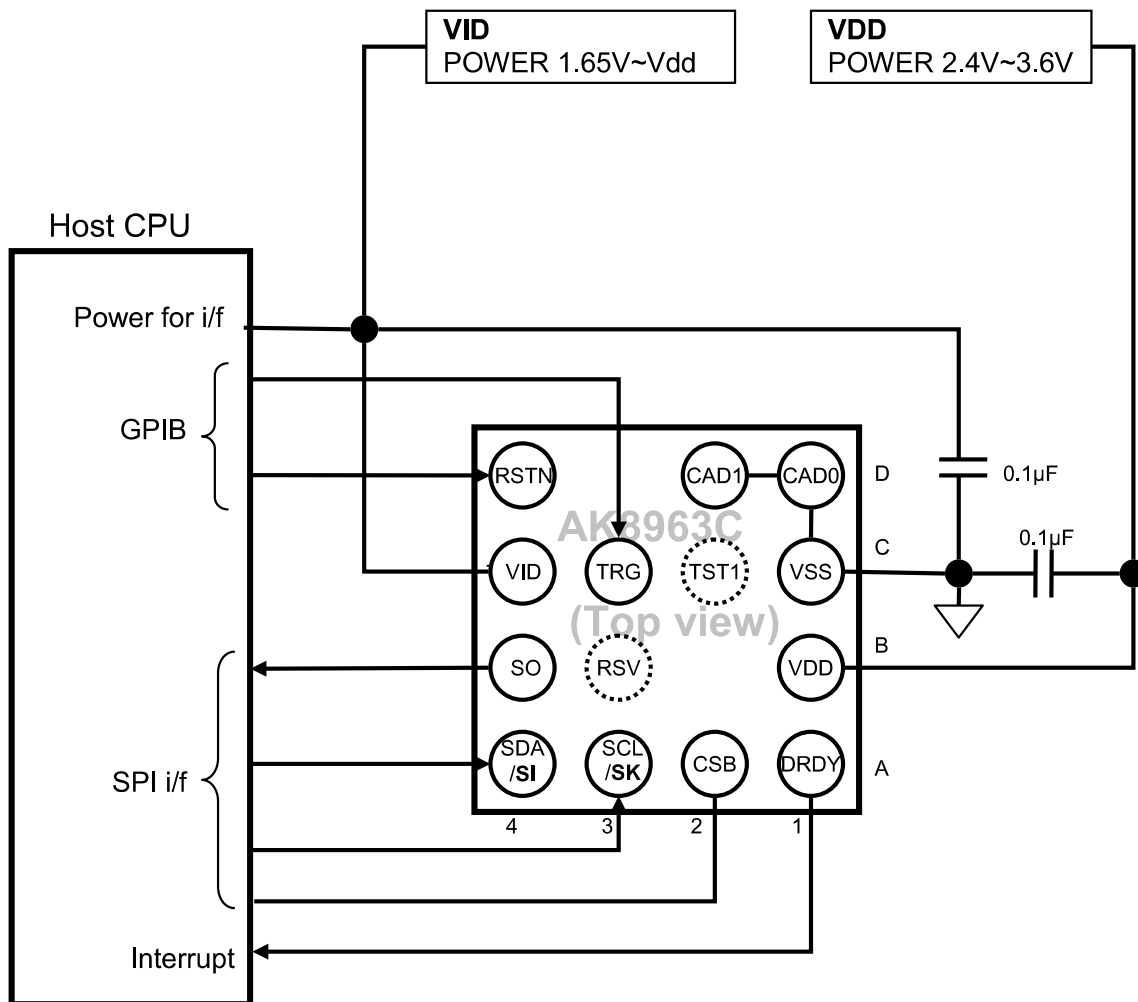 VID
POWER 1.65V~Vdd
VDD
POWER 2.4V~3.6V
Host CPU
Power for i/f
GPIB
RSTN
CAD1
CAD0
D
0.1µF
AK8963C
C
0.1µF
VID
TRG
TST1
VSS
(Top view)
B
SO
RSV
VDD
SPI i/f
SDA
/SI
SCL
/SK
CSB
DRDY
A
4
3
2
1
Interrupt